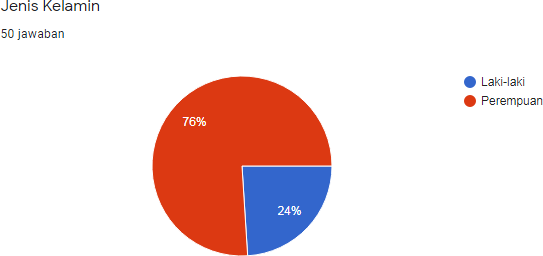 Jenis Kelamin
50 jawaban
Laki-laki
Perempuan
76%
24%